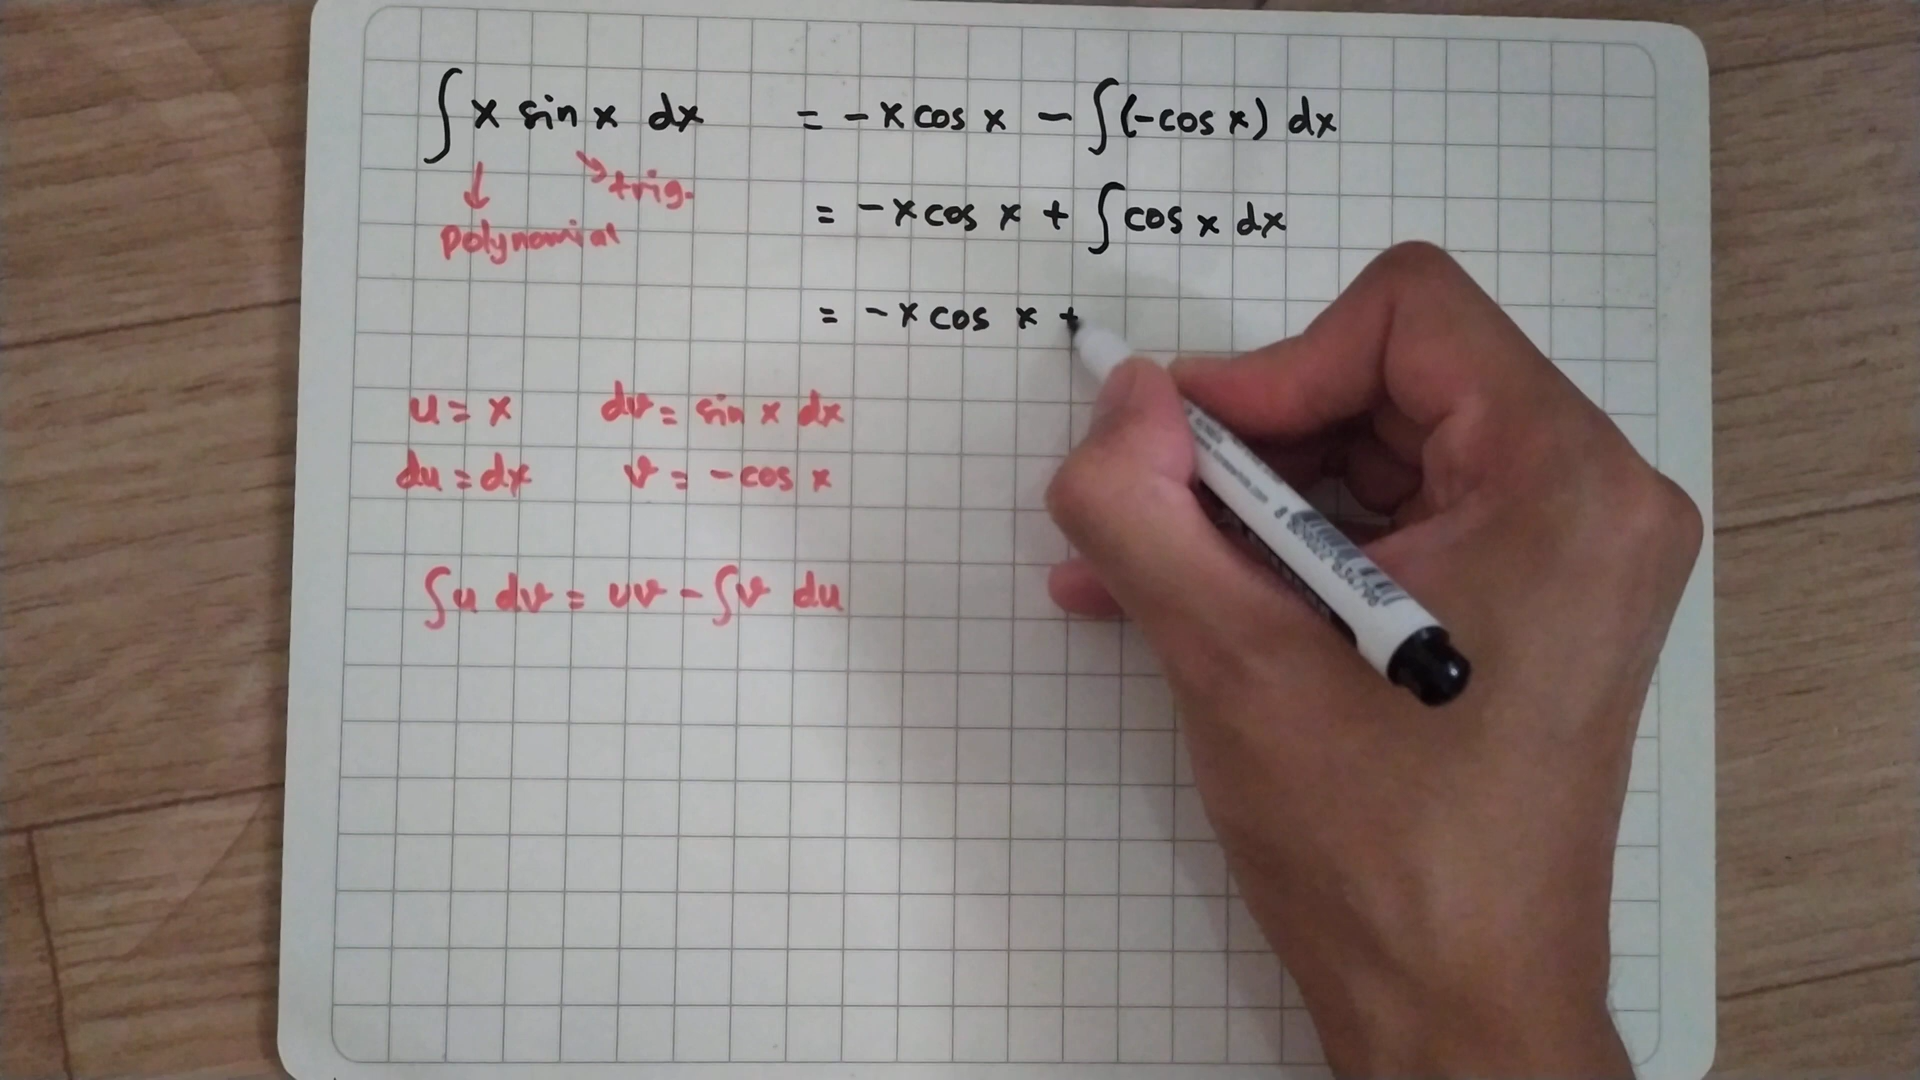 ∫ x sin x dx = -x cos x - ∫(-cos x) dx
trig.
polynomial
= -x cos x + ∫ cos x dx
= -x cos x +
u = x dv = sin x dx
du = dx v = -cos x
∫u dv = uv - ∫v du